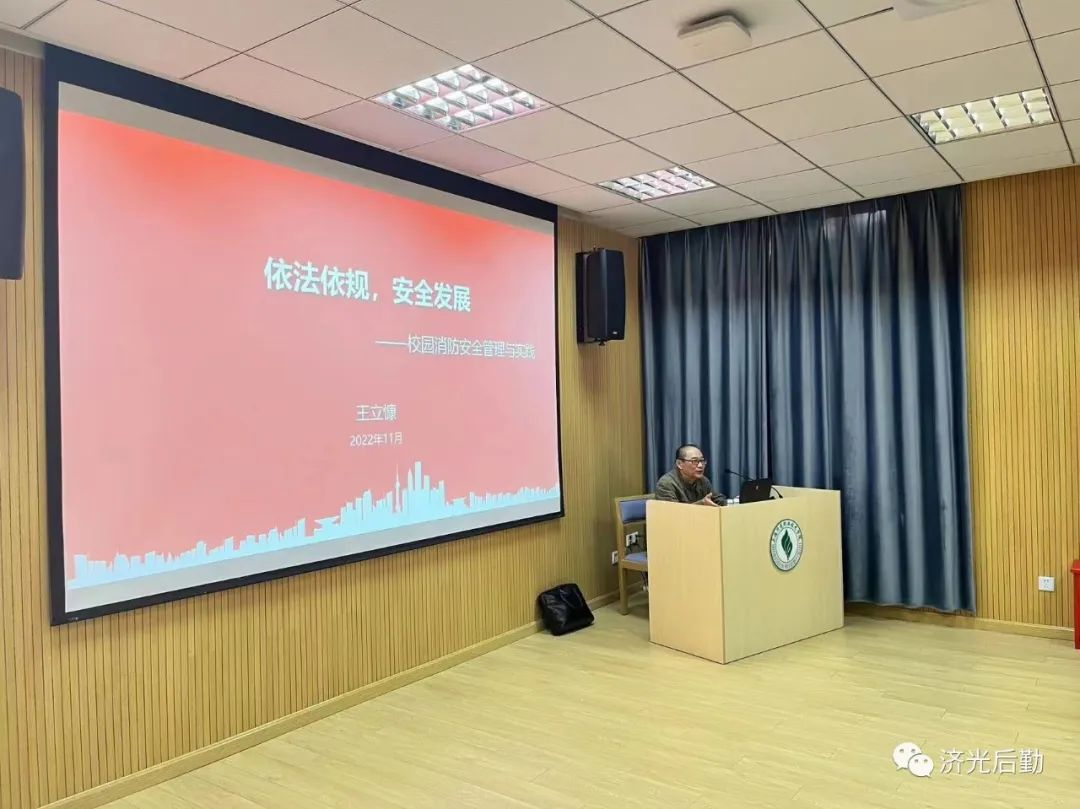 依法依规，安全发展
——校园消防安全管理与实践
王立慷
2022年11月
济光后勤